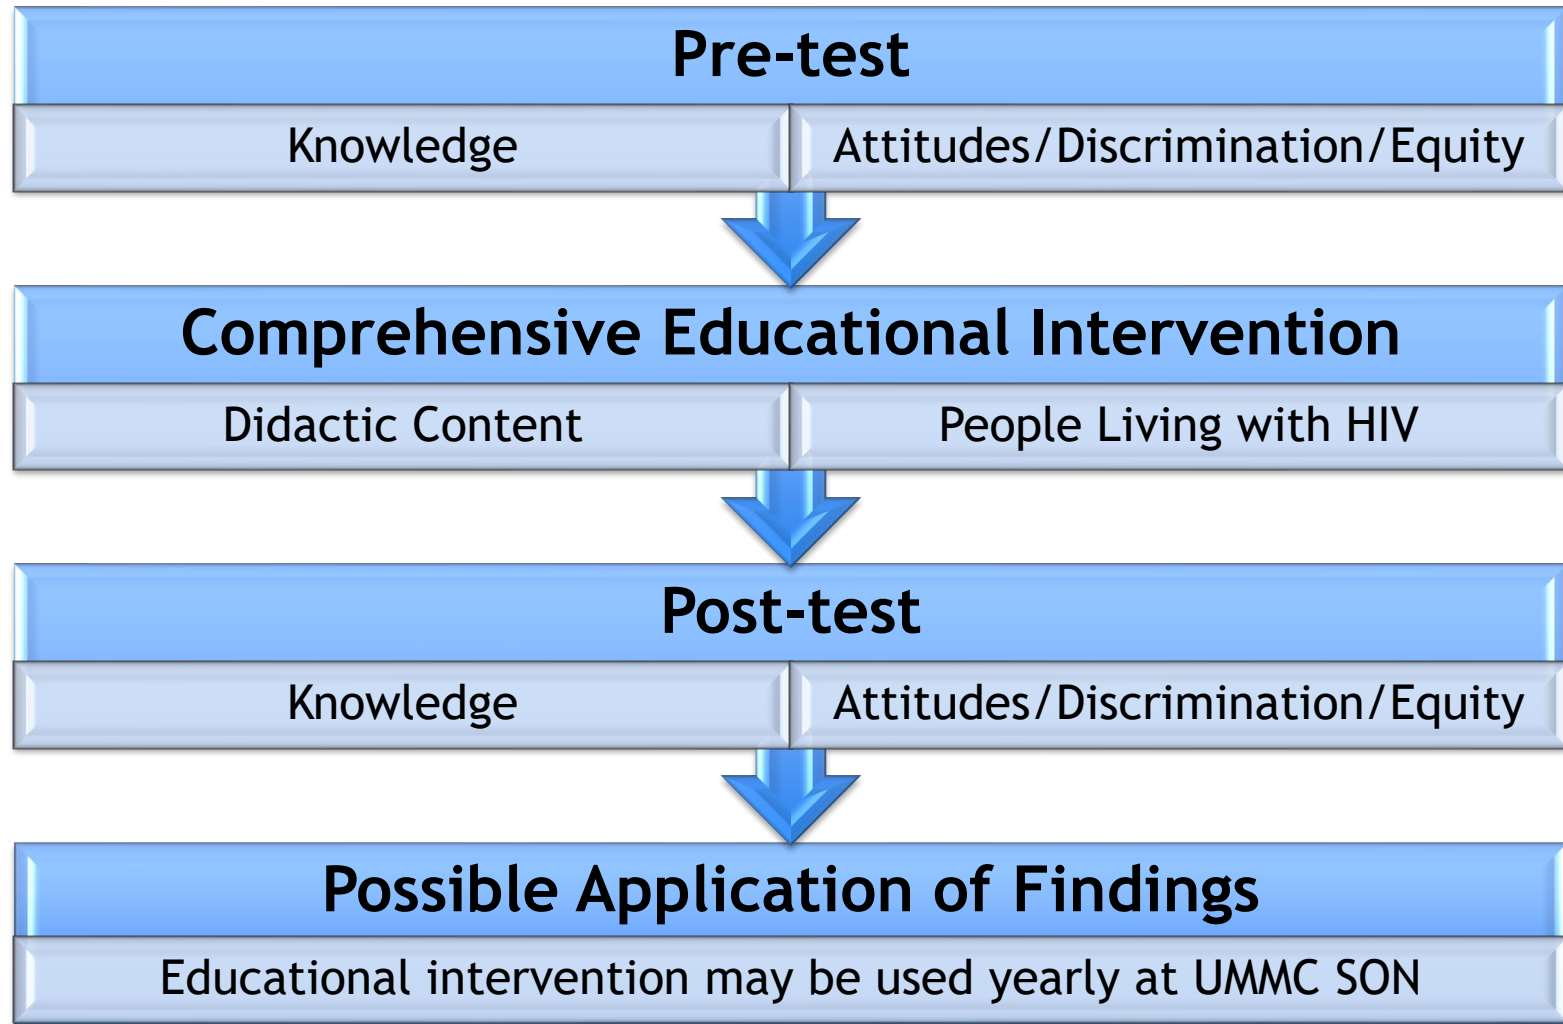 Pre-test
Knowledge
Attitudes/Discrimination/Equity
Comprehensive Educational Intervention
Didactic Content
People Living with HIV
Post-test
Knowledge
Attitudes/Discrimination/Equity
Possible Application of Findings
Educational intervention may be used yearly at UMMC SON